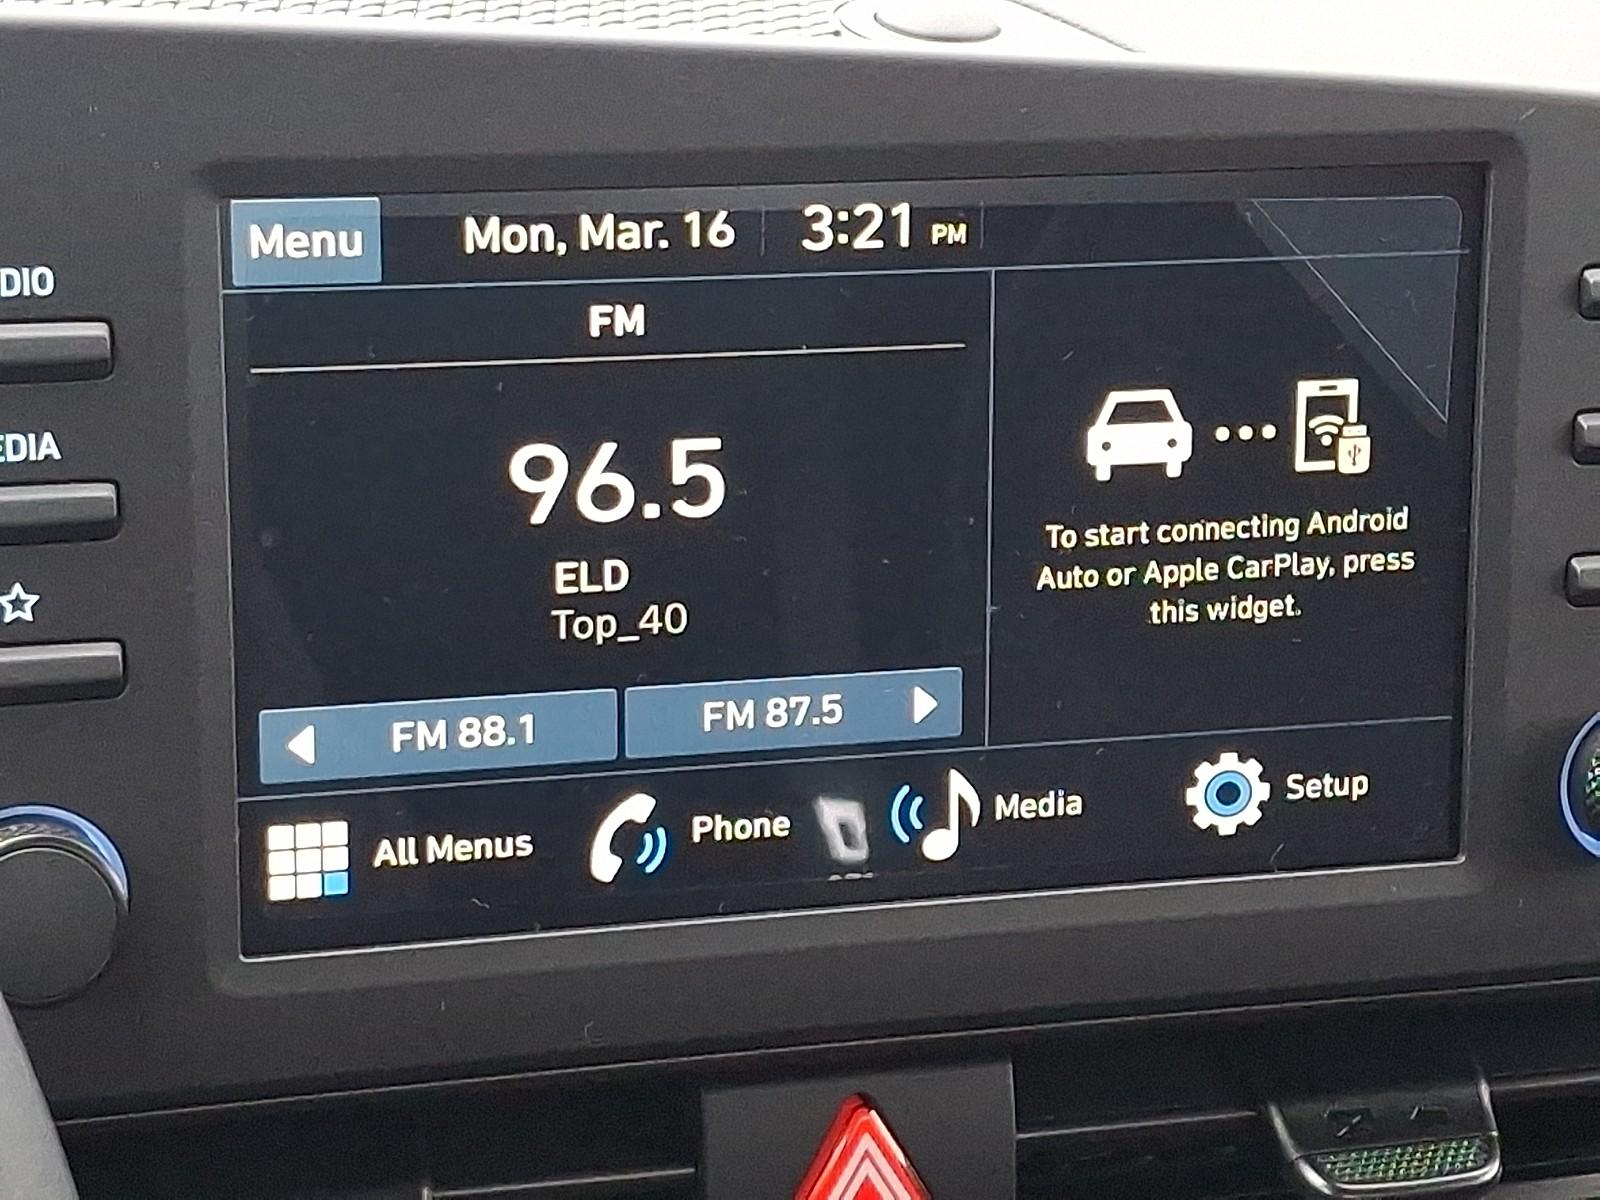 DIO
EDIA
Menu
Mon, Mar. 16
3:21 PM
FM
96.5
ELD
Top_40
FM 88.1
FM 87.5
To start connecting Android
Auto or Apple CarPlay, press
this widget.
All Menus
Phone
Media
Setup